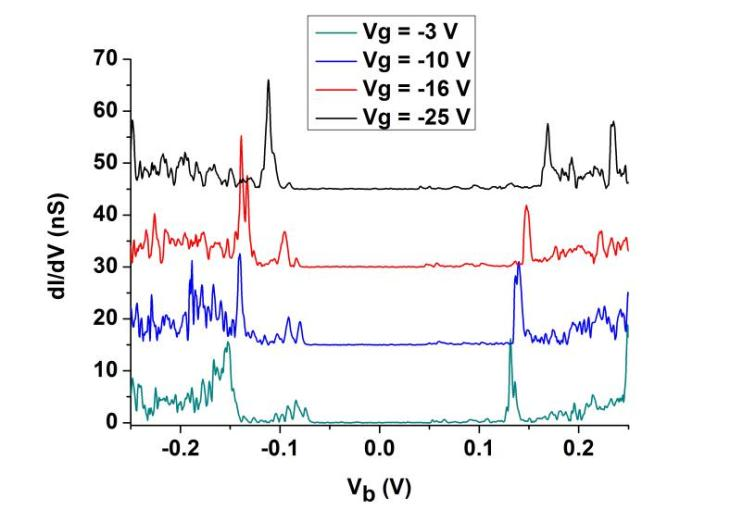 Vg = -3 V
Vg = -10 V
Vg = -16 V
Vg = -25 V
70
60
50
40
30
20
10
0
dI/dV (nS)
-0.2 -0.1 0.0 0.1 0.2
Vb (V)